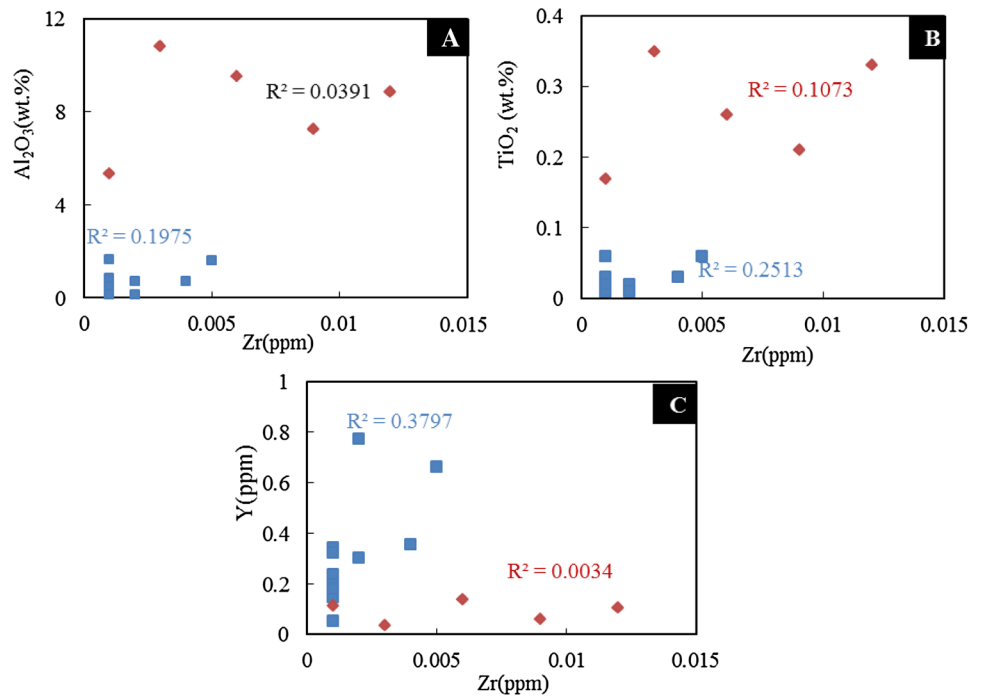 12
8
4
0
Al₂O₃(wt.%)
A
R² = 0.0391
R² = 0.1975
0 0.005 0.01 0.015
Zr(ppm)
0.4
0.3
0.2
0.1
0
TiO₂ (wt.%)
B
R² = 0.1073
R² = 0.2513
0 0.005 0.01 0.015
Zr(ppm)
1
0.8
0.6
0.4
0.2
0
Y(ppm)
C
R² = 0.3797
R² = 0.0034
0 0.005 0.01 0.015
Zr(ppm)